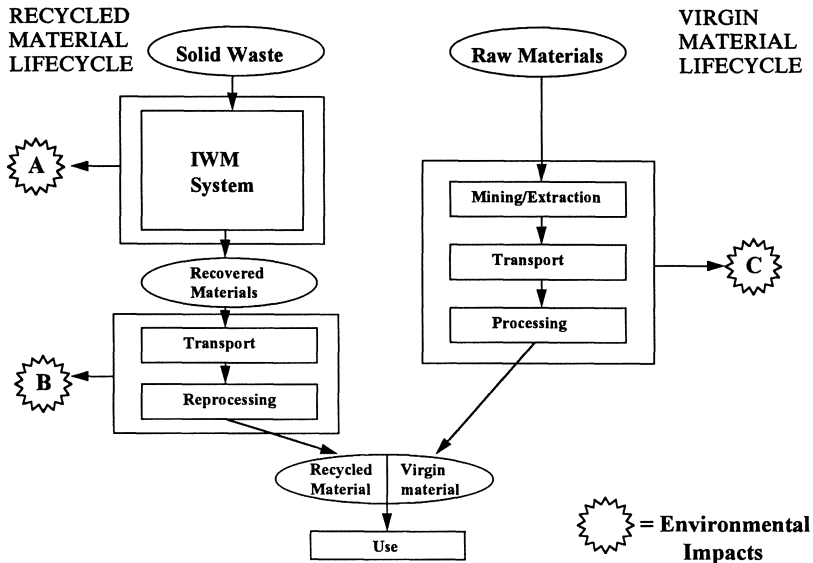 RECYCLED
MATERIAL
LIFECYCLE
Solid Waste
A
IWM
System
Recovered
Materials
Transport
B
Reprocessing
VIRGIN
MATERIAL
LIFECYCLE
Raw Materials
Mining/Extraction
Transport
C
Processing
Recycled
Material
Virgin
material
Use
= Environmental
Impacts